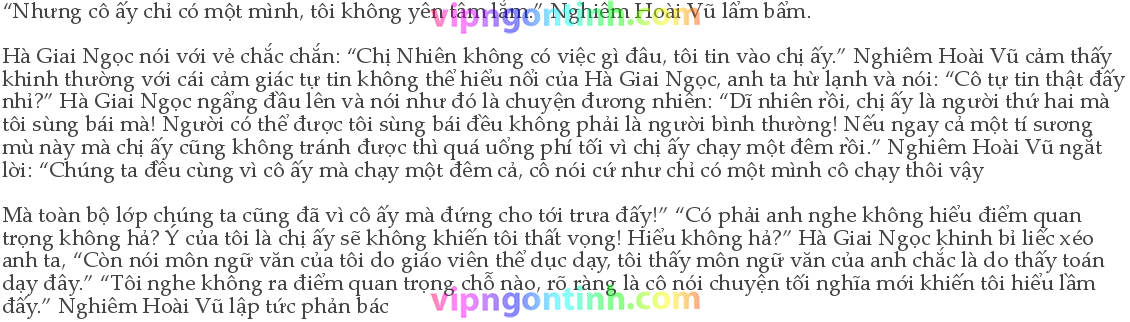 “Nhưng cô ấy chỉ có một mình, tôi không yên tâm lắm.” Nghiêm Hoài Vũ lẩm bẩm.
vipngontinh.com
Hà Giai Ngọc nói với vẻ chắc chắn: “Chị Nhiên không có việc gì đâu, tôi tin vào chị ấy.” Nghiêm Hoài Vũ cảm thấy
khinh thường với cái cảm giác tự tin không thể hiểu nổi của Hà Giai Ngọc, anh ta hừ lạnh và nói: “Cô tự tin thật đấy
nhỉ?” Hà Giai Ngọc ngẩng đầu lên và nói như đó là chuyện đương nhiên: “Dĩ nhiên rồi, chị ấy là người thứ hai mà
tôi sùng bái mà! Người có thể được tôi sùng bái đều không phải là người bình thường! Nếu ngay cả một tí sương
mù này mà chị ấy cũng không tránh được thì quá uổng phí tối vì chị ấy chạy một đêm rồi.” Nghiêm Hoài Vũ ngắt
lời: “Chúng ta đều cùng vì cô ấy mà chạy một đêm cả, cô nói cứ như chỉ có một mình cô chạy thôi vậy
Mà toàn bộ lớp chúng ta cũng đã vì cô ấy mà đứng cho tới trưa đấy!” “Có phải anh nghe không hiểu điểm quan
trọng không hả? Ý của tôi là chị ấy sẽ không khiến tôi thất vọng! Hiểu không hả?” Hà Giai Ngọc khinh bỉ liếc xéo
anh ta, “Còn nói môn ngữ văn của tôi do giáo viên thể dục dạy, tôi thấy môn ngữ văn của anh chắc là do thấy toán
dạy đây.” “Tôi nghe không ra điểm quan trọng chỗ nào, rõ ràng là cô nói chuyện tối nghĩa mới khiến tôi hiểu lầm
đấy.” Nghiêm Hoài Vũ lập tức phản bác
vipngontinh.com